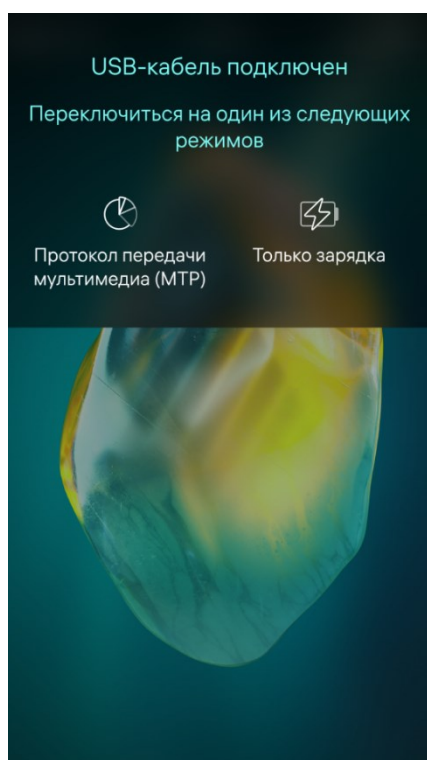 USB-кабель подключен
Переключиться на один из следующих
режимов
Протокол передачи
мультимедиа (MTP)
Только зарядка